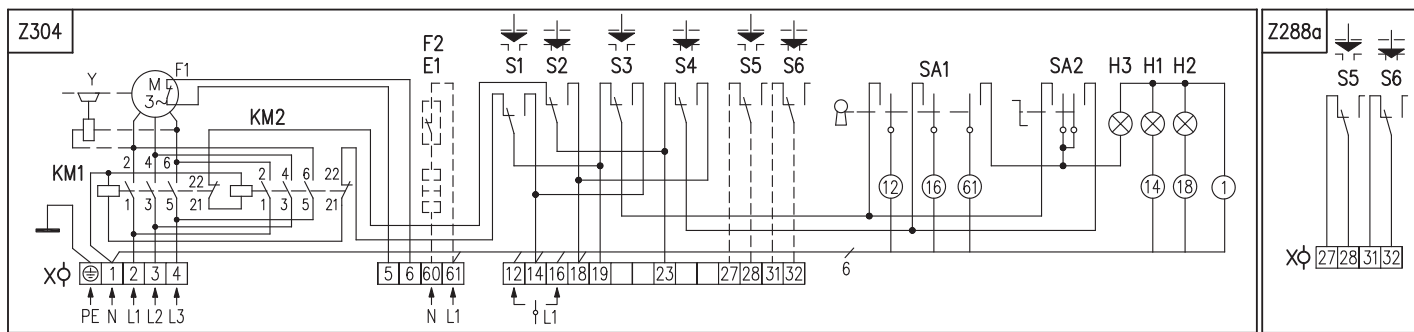 Z304
Z288a
F2
E1
S1
S2
S3
S4
S5
S6
SA1
SA2
H3
H1
H2
S5
S6
Y
M
3~
F1
KM2
KM1
2
4
6
22
2
4
6
22
1
3
5
21
1
3
5
21
12
16
61
14
18
1
6
X
1
2
3
4
5
6
60
61
12
14
16
18
19
23
27
28
31
32
X
27
28
31
32
PE
N
L1
L2
L3
N
L1
L1